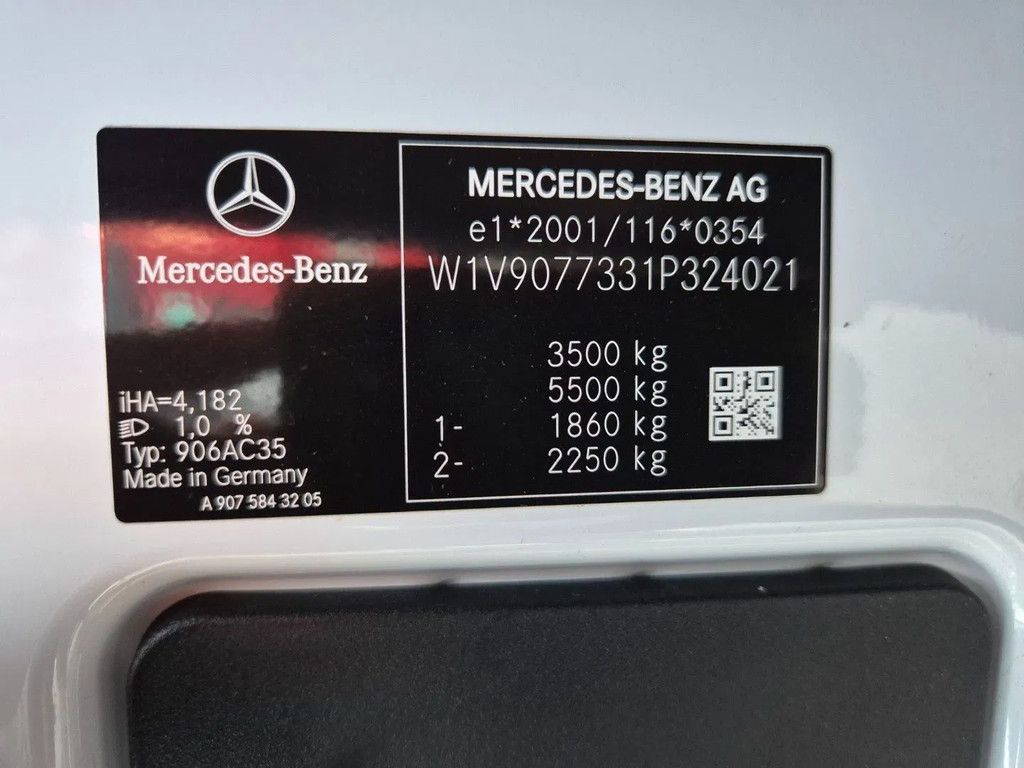 Mercedes-Benz
iHA=4,182
1,0 %
Typ: 906AC35
Made in Germany
A 907 584 32 05
MERCEDES-BENZ AG
e1*2001/116*0354
W1V9077331P324021
3500 kg
5500 kg
1- 1860 kg
2- 2250 kg